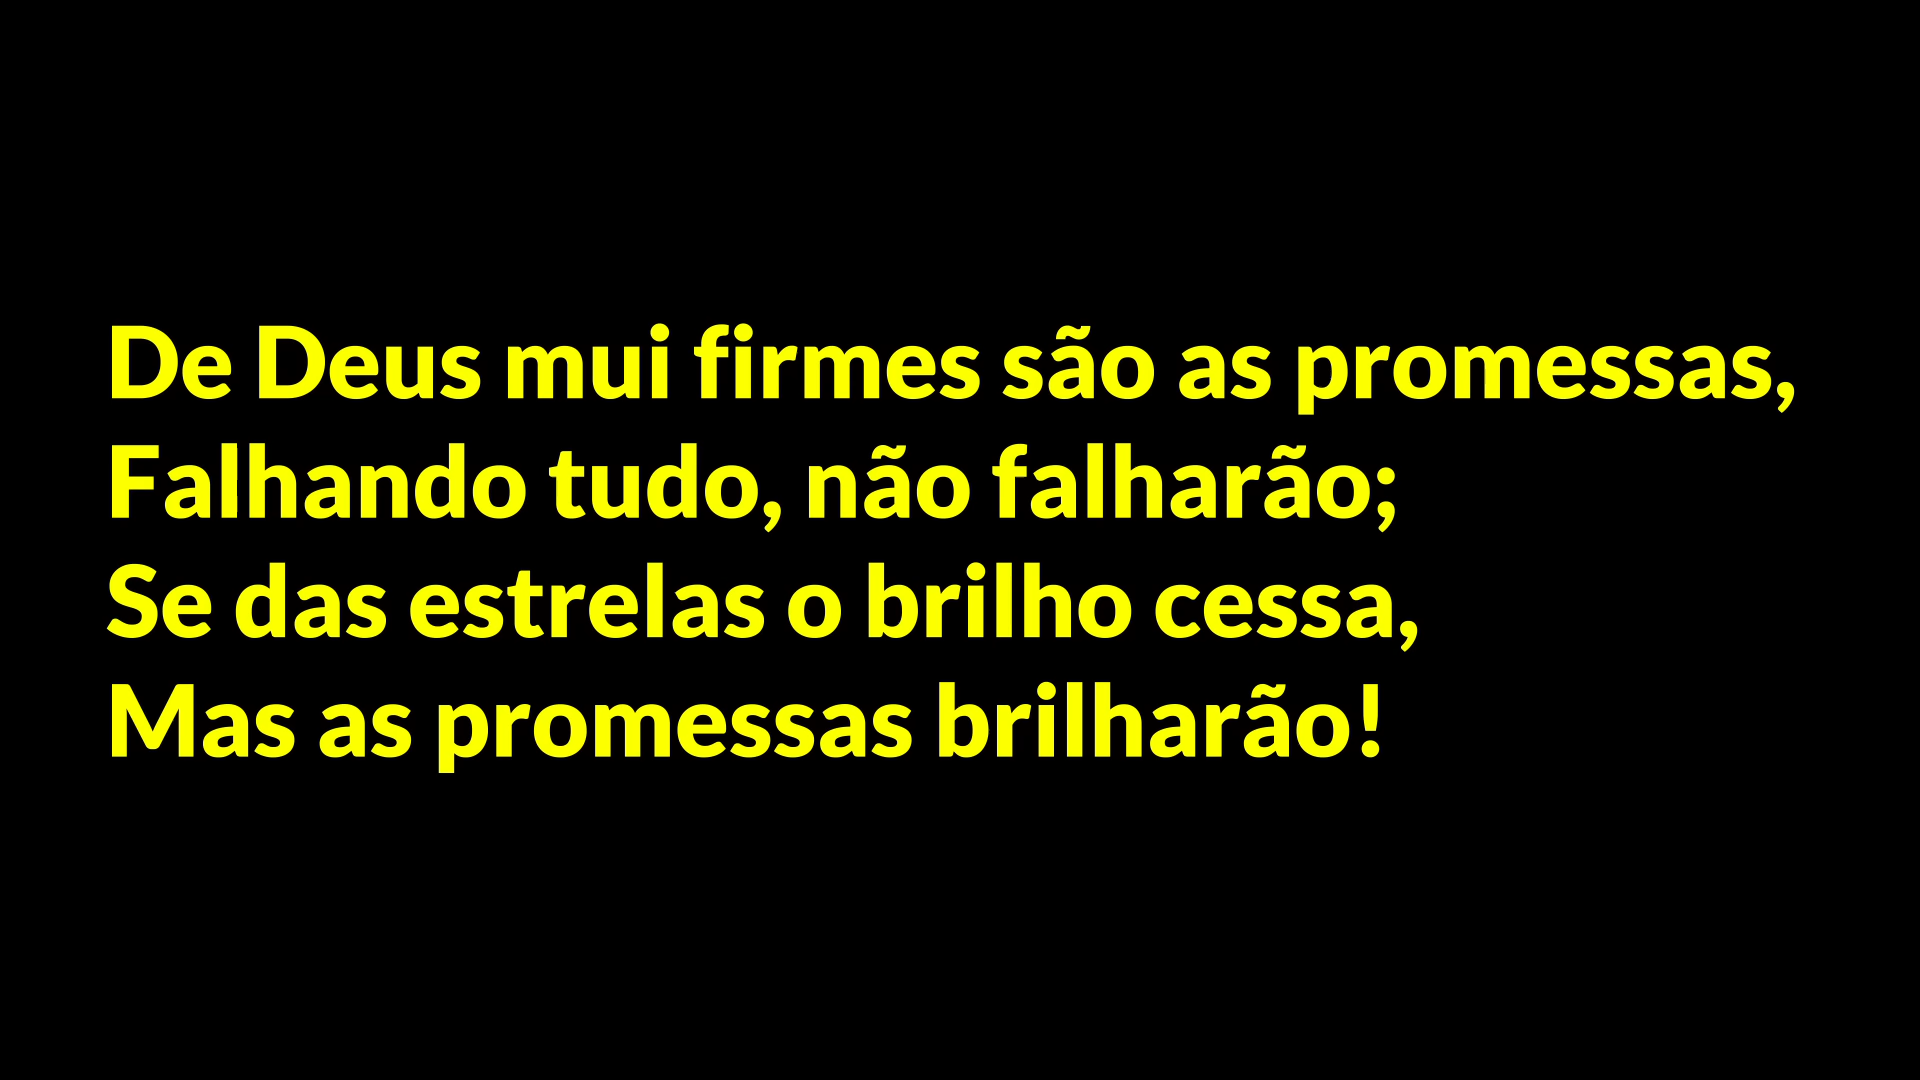 De Deus mui firmes são as promessas,
Falhando tudo, não falharão;
Se das estrelas o brilho cessa,
Mas as promessas brilharão!